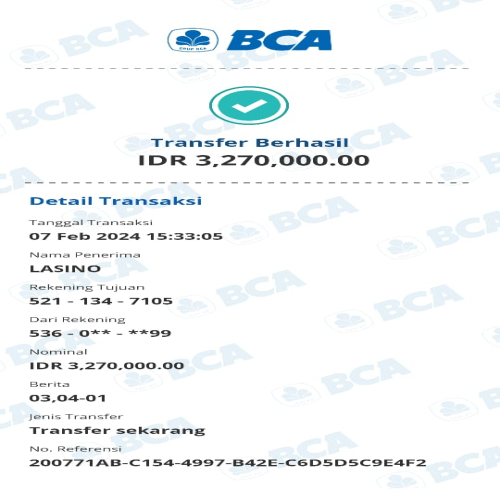 BCA
Transfer Berhasil
IDR 3,270,000.00
Detail Transaksi
Tanggal Transaksi
07 Feb 2024 15:33:05
Nama Penerima
LASINO
Rekening Tujuan
521 - 134 - 7105
Dari Rekening
536 - 0** - **99
Nominal
IDR 3,270,000.00
Berita
03,04-01
Jenis Transfer
Transfer sekarang
No. Referensi
200771AB-C154-4997-B42E-C6D5D5C9E4F2